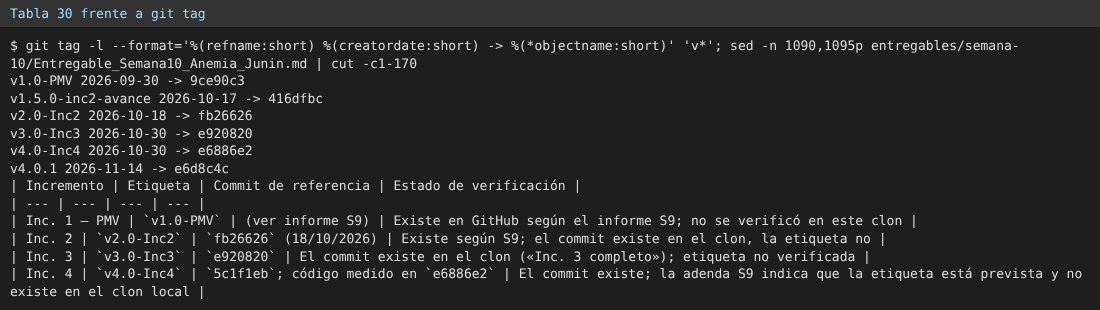 Tabla 30 frente a git tag
$ git tag -l --format='%(refname:short) %(creatordate:short) -> %(*objectname:short)' 'v*'; sed -n 1090,1095p entregables/semana-
10/Entregable_Semana10_Anemia_Junin.md | cut -c1-170
v1.0-PMV 2026-09-30 -> 9ce90c3
v1.5.0-inc2-avance 2026-10-17 -> 416dfbc
v2.0-Inc2 2026-10-18 -> fb26626
v3.0-Inc3 2026-10-30 -> e920820
v4.0-Inc4 2026-10-30 -> e6886e2
v4.0.1 2026-11-14 -> e6d8c4c
| Incremento | Etiqueta | Commit de referencia | Estado de verificación |
| --- | --- | --- | --- |
| Inc. 1 — PMV | `v1.0-PMV` | (ver informe S9) | Existe en GitHub según el informe S9; no se verificó en este clon |
| Inc. 2 | `v2.0-Inc2` | `fb26626` (18/10/2026) | Existe según S9; el commit existe en el clon, la etiqueta no |
| Inc. 3 | `v3.0-Inc3` | `e920820` | El commit existe en el clon («Inc. 3 completo»); etiqueta no verificada |
| Inc. 4 | `v4.0-Inc4` | `5c1f1eb`; código medido en `e6886e2` | El commit existe; la adenda S9 indica que la etiqueta está prevista y no
existe en el clon local |